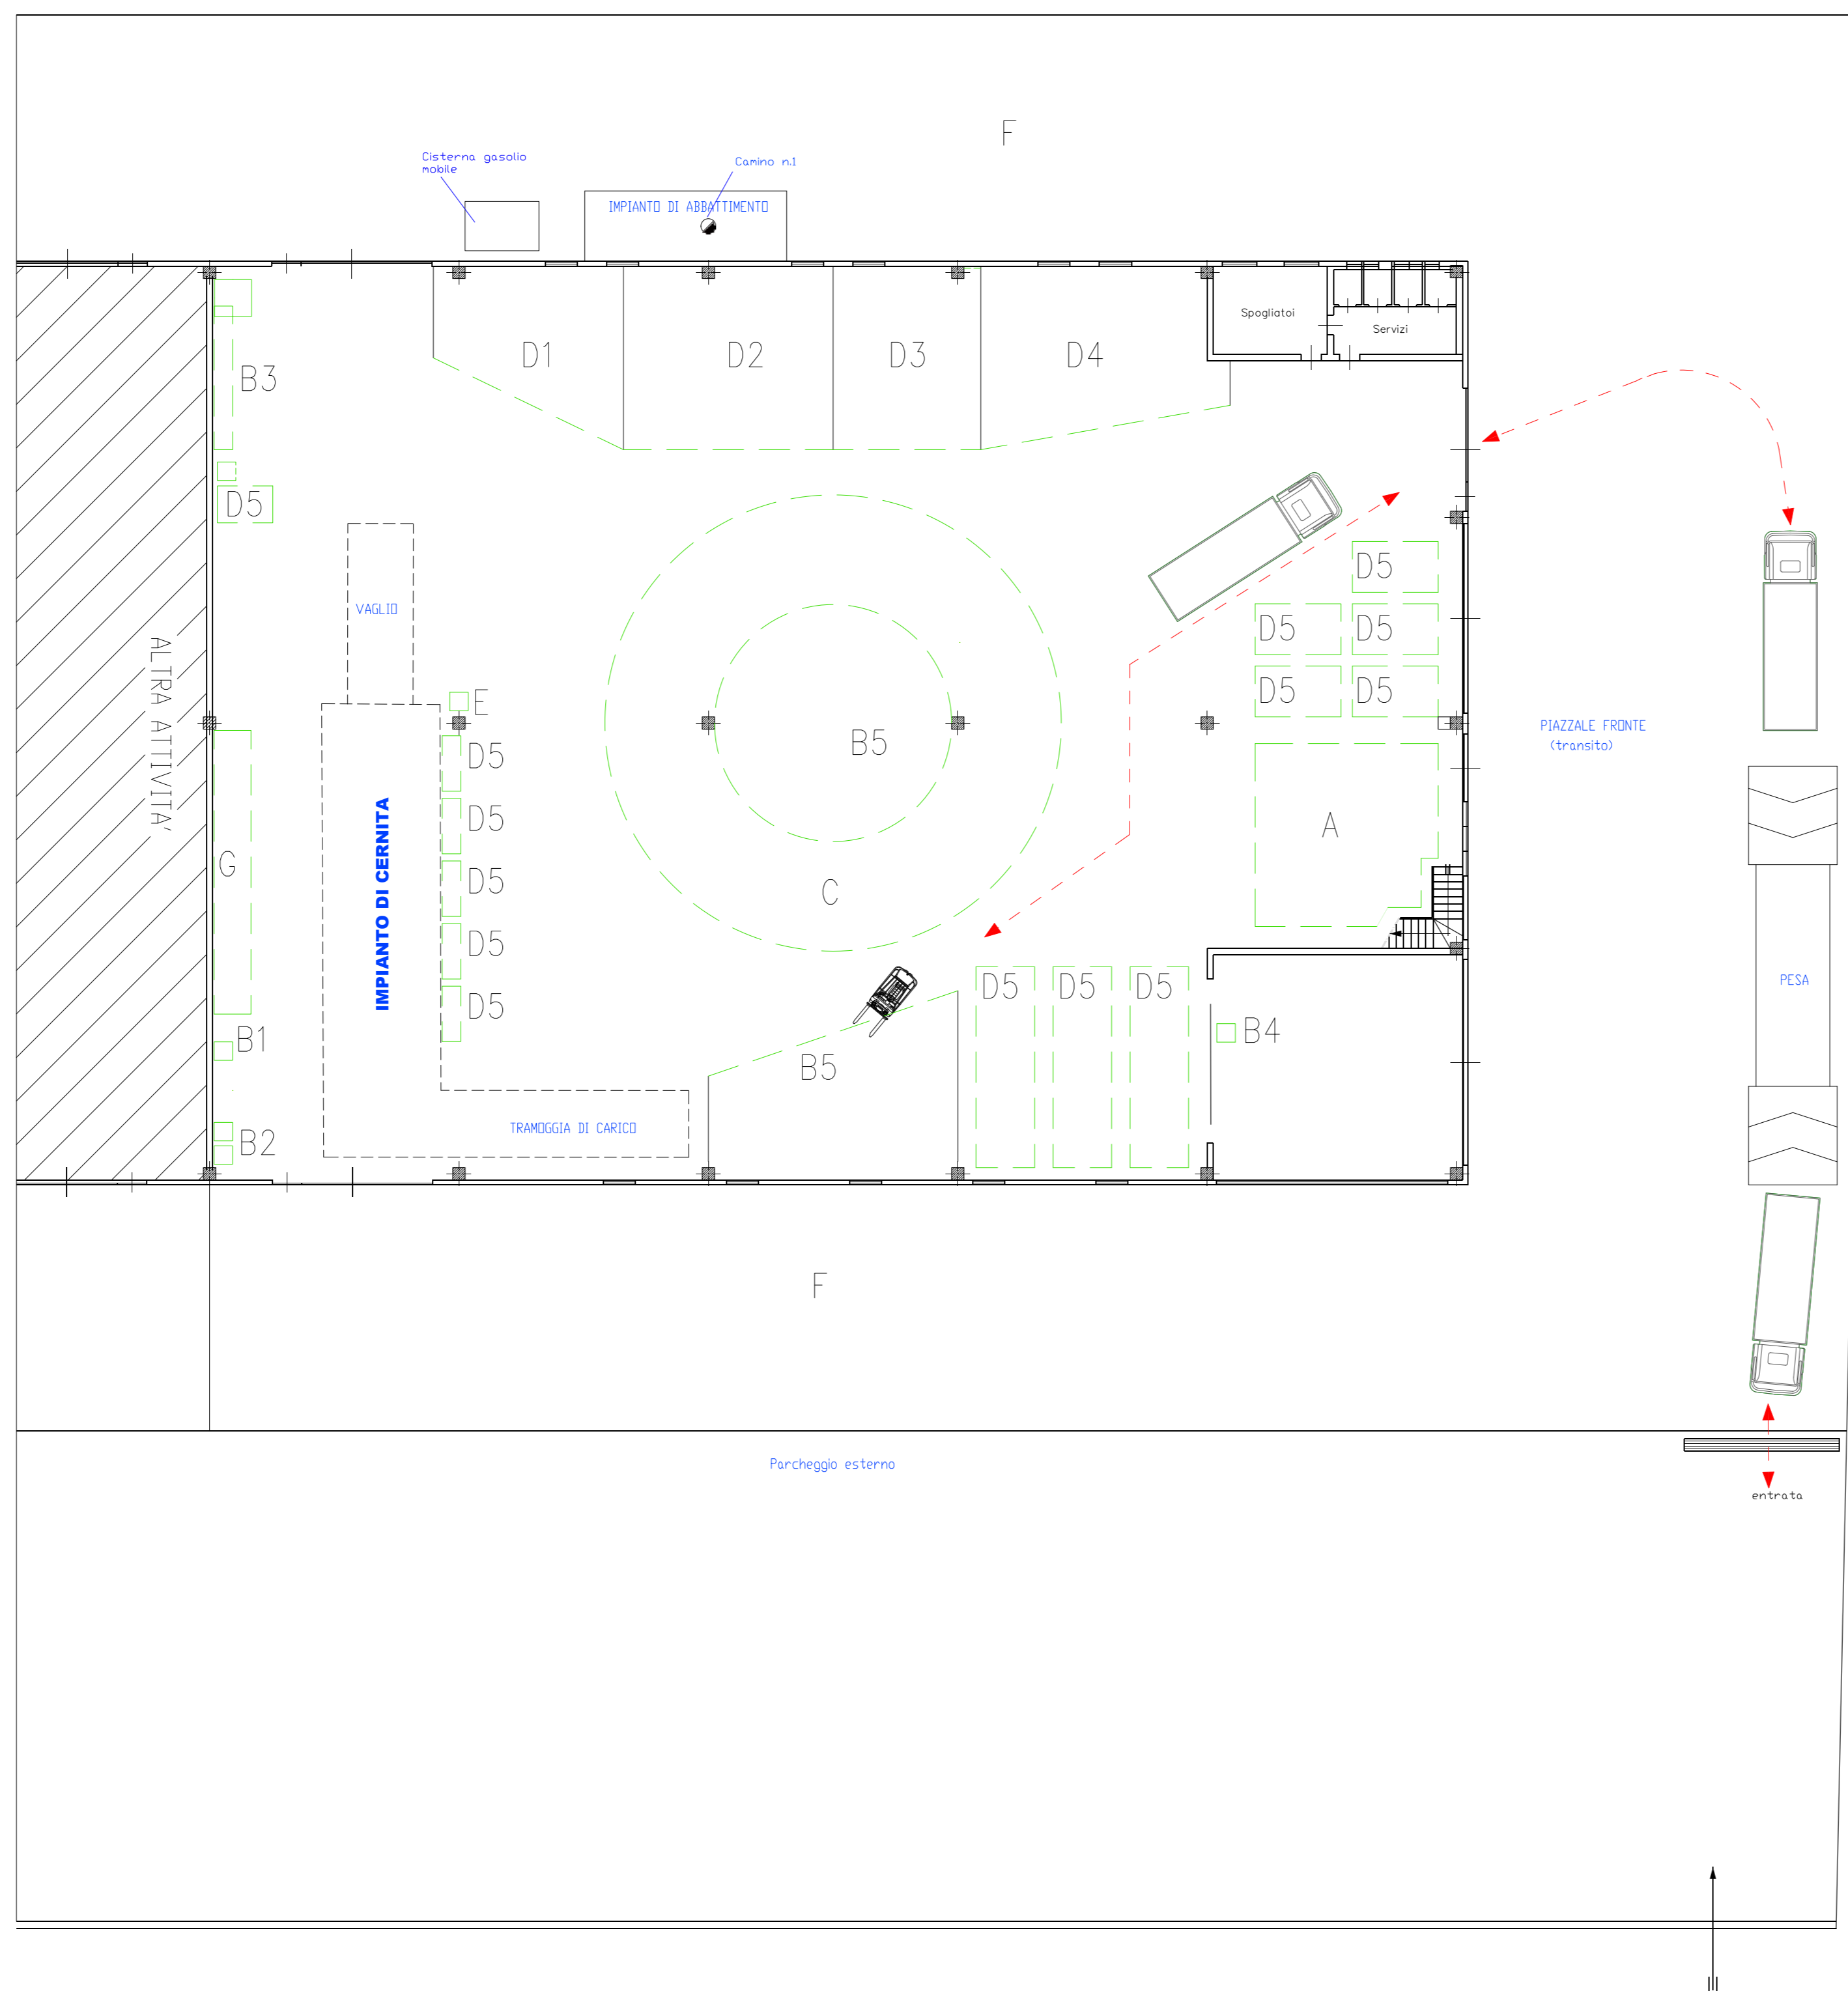 F
Cisterna gasolio
mobile
Camino n.1
IMPIANTO DI ABBATTIMENTO
Spogliatoi
Servizi
D1
D2
D3
D4
B3
D5
D5
VAGLIO
D5
D5
D5
D5
E
ALTRA ATTIVITA'
B5
PIAZZALE FRONTE
(transito)
D5
D5
A
G
IMPIANTO DI CERNITA
D5
C
D5
D5
D5
D5
D5
PESA
B1
B4
B5
TRAMOGGIA DI CARICO
B2
F
Parcheggio esterno
entrata